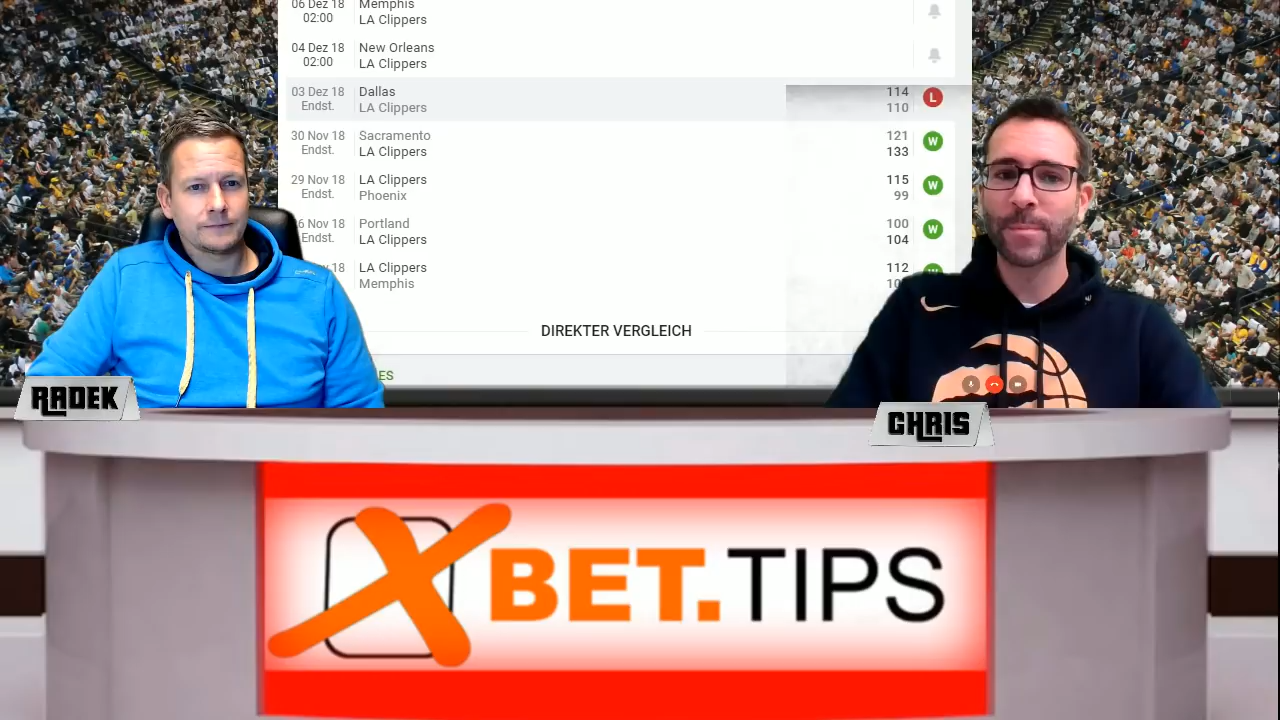 06 Dez 18 Memphis
02:00 LA Clippers
04 Dez 18 New Orleans
02:00 LA Clippers
03 Dez 18 Dallas 114 L
Endst. LA Clippers 110
30 Nov 18 Sacramento 121 W
Endst. LA Clippers 133
29 Nov 18 LA Clippers 115 W
Endst. Phoenix 99
6 Nov 18 Portland 100 W
Endst. LA Clippers 104
18 LA Clippers 112
Memphis
DIREKTER VERGLEICH
ES
RADEK
CHRIS
BET.TIPS